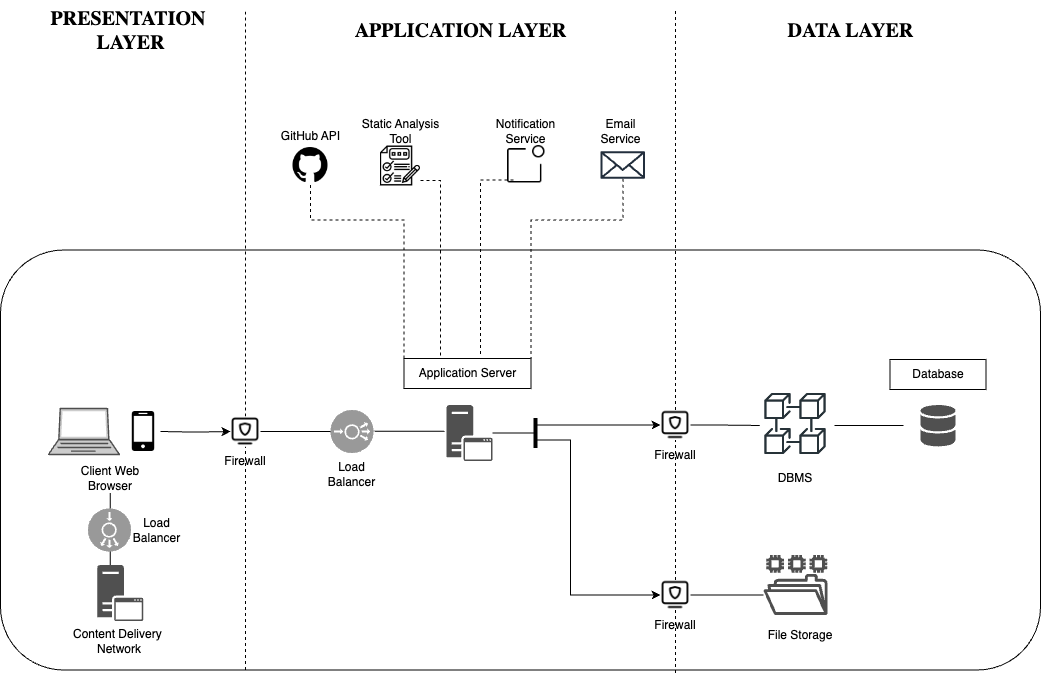 PRESENTATION
LAYER
APPLICATION LAYER
DATA LAYER
GitHub API
Static Analysis
Tool
Notification
Service
Email
Service
Application Server
Database
Client Web
Browser
Firewall
Load
Balancer
Firewall
DBMS
Load
Balancer
Content Delivery
Network
Firewall
File Storage